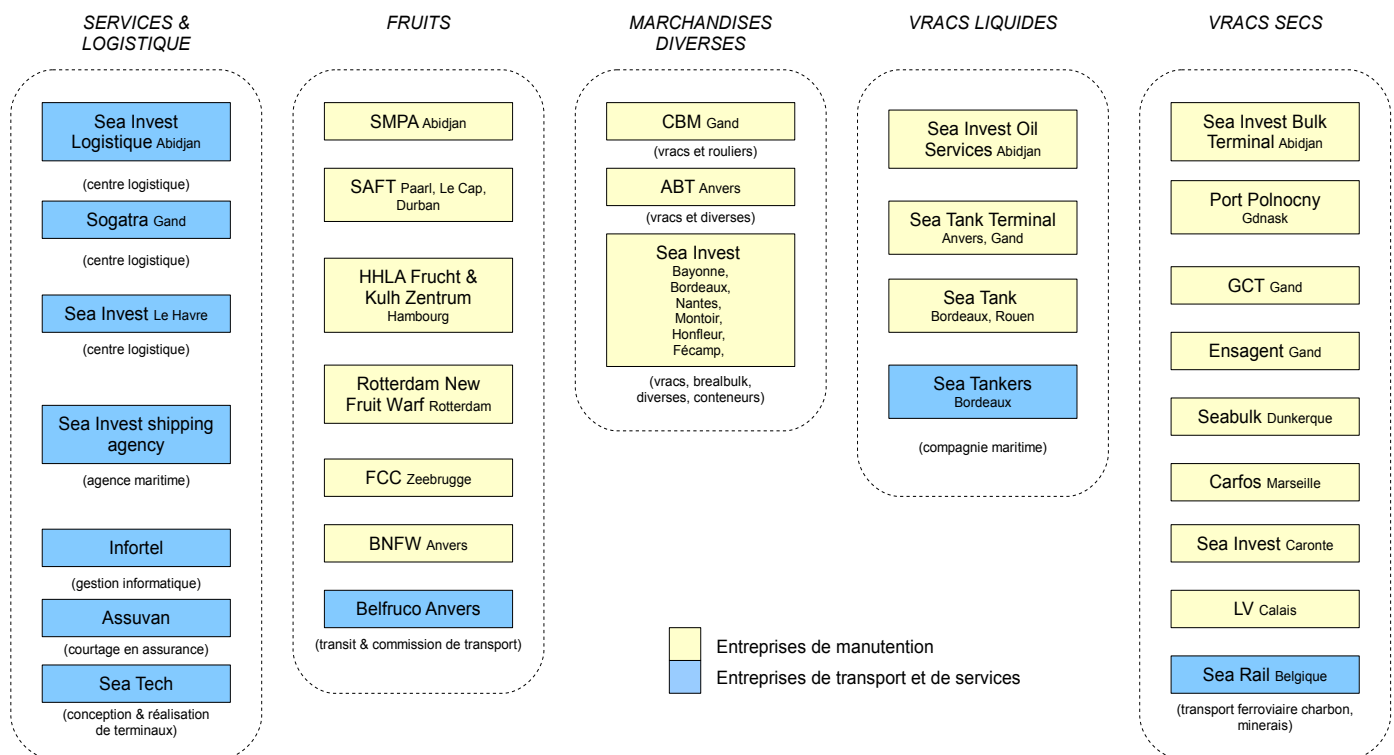 SERVICES &
LOGISTIQUE
Sea Invest
Logistique Abidjan
(centre logistique)
Sogatra Gand
(centre logistique)
Sea Invest Le Havre
(centre logistique)
Sea Invest shipping
agency
(agence maritime)
Infortel
(gestion informatique)
Assuvan
(courtage en assurance)
Sea Tech
(conception & réalisation
de terminaux)
FRUITS
SMPA Abidjan
SAFT Paarl, Le Cap,
Durban
HHLA Frucht &
Kulh Zentrum
Hambourg
Rotterdam New
Fruit Warf Rotterdam
FCC Zeebrugge
BNFW Anvers
Belfruco Anvers
(transit & commission de transport)
MARCHANDISES
DIVERSES
CBM Gand
(vracs et rouliers)
ABT Anvers
(vracs et diverses)
Sea Invest
Bayonne,
Bordeaux,
Nantes,
Montoir,
Honfleur,
Fécamp,
(vracs, brealbulk,
diverses, conteneurs)
VRACS LIQUIDES
Sea Invest Oil
Services Abidjan
Sea Tank Terminal
Anvers, Gand
Sea Tank
Bordeaux, Rouen
Sea Tankers
Bordeaux
(compagnie maritime)
VRACS SECS
Sea Invest Bulk
Terminal Abidjan
Port Polnocny
Gdnask
GCT Gand
Ensagent Gand
Seabulk Dunkerque
Carfos Marseille
Sea Invest Caronte
LV Calais
Sea Rail Belgique
(transport ferroviaire charbon,
minerais)
Entreprises de manutention
Entreprises de transport et de services